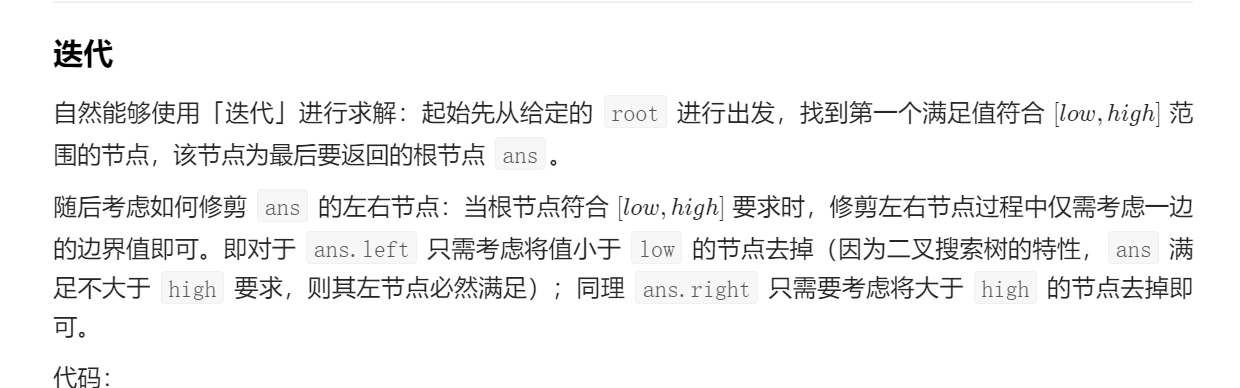 迭代
自然能够使用「迭代」进行求解：起始先从给定的 root 进行出发，找到第一个满足值符合 [low, high] 范
围的节点，该节点为最后要返回的根节点 ans 。
随后考虑如何修剪 ans 的左右节点：当根节点符合 [low, high] 要求时，修剪左右节点过程中仅需考虑一边
的边界值即可。即对于 ans.left 只需考虑将值小于 low 的节点去掉（因为二叉搜索树的特性， ans 满
足不大于 high 要求，则其左节点必然满足）；同理 ans.right 只需要考虑将大于 high 的节点去掉即
可。
代码：